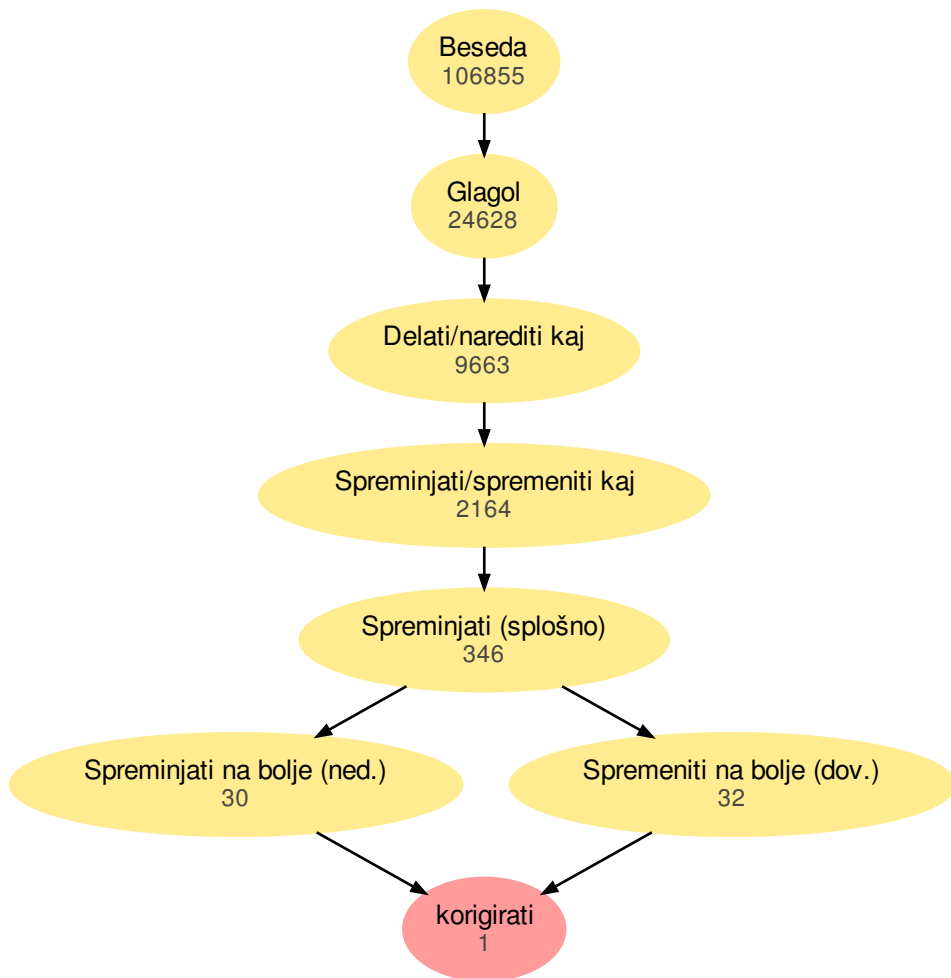 Beseda
106855
Glagol
24628
Delati/narediti kaj
9663
Spreminjati/spremeniti kaj
2164
Spreminjati (splošno)
346
Spreminjati na bolje (ned.)
30
Spremeniti na bolje (dov.)
32
korigirati
1